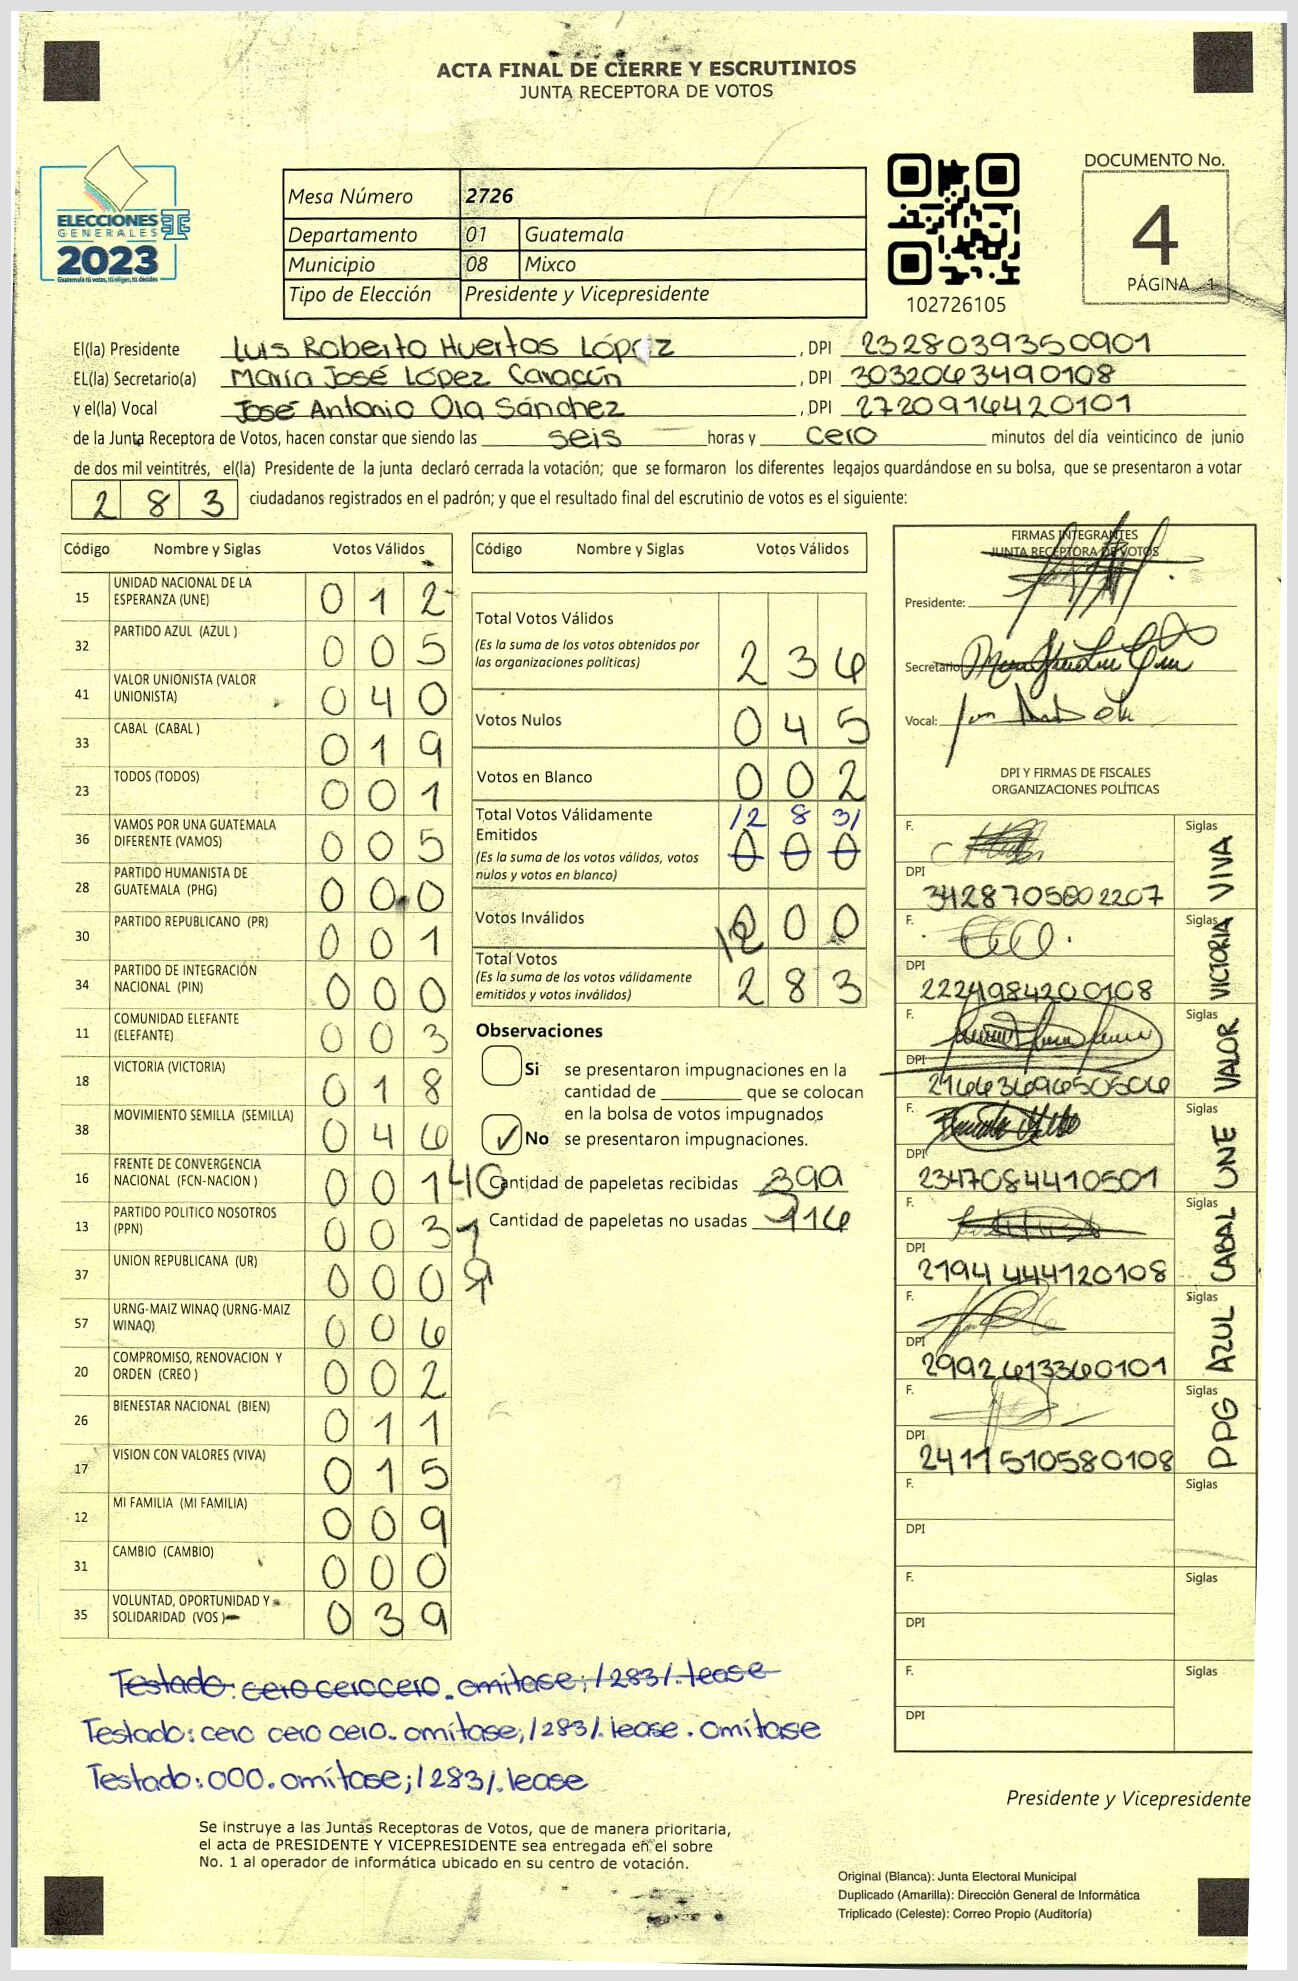 ACTA FINAL DE CIERRE Y ESCRUTINIOS
JUNTA RECEPTORA DE VOTOS
ELECCIONES
GENERALES
2023
Guatemala tú votas, tú eliges, tú decides
Mesa Número 2726
Departamento 01 Guatemala
Municipio 08 Mixco
Tipo de Elección Presidente y Vicepresidente
102726105
DOCUMENTO No.
4
PÁGINA 1
El(la) Presidente Luis Roberto Huertas López , DPI 2328039350901
EL(la) Secretario(a) María José López Cavacún , DPI 3032063490108
y el(la) Vocal José Antonio Ola Sánchez , DPI 2720916420101
de la Junta Receptora de Votos, hacen constar que siendo las seis horas y cero minutos del día veinticinco de junio
de dos mil veintitrés, el(la) Presidente de la junta declaró cerrada la votación; que se formaron los diferentes legajos guardándose en su bolsa, que se presentaron a votar
283 ciudadanos registrados en el padrón; y que el resultado final del escrutinio de votos es el siguiente:
Código Nombre y Siglas Votos Válidos
15 UNIDAD NACIONAL DE LA ESPERANZA (UNE) 0 1 2
32 PARTIDO AZUL (AZUL ) 0 0 5
41 VALOR UNIONISTA (VALOR UNIONISTA) 0 4 0
33 CABAL (CABAL ) 0 1 9
23 TODOS (TODOS) 0 0 1
36 VAMOS POR UNA GUATEMALA DIFERENTE (VAMOS) 0 0 5
28 PARTIDO HUMANISTA DE GUATEMALA (PHG) 0 0 0
30 PARTIDO REPUBLICANO (PR) 0 0 1
34 PARTIDO DE INTEGRACIÓN NACIONAL (PIN) 0 0 0
11 COMUNIDAD ELEFANTE (ELEFANTE) 0 0 3
18 VICTORIA (VICTORIA) 0 1 8
38 MOVIMIENTO SEMILLA (SEMILLA) 0 4 6
16 FRENTE DE CONVERGENCIA NACIONAL (FCN-NACION ) 0 0 1
13 PARTIDO POLITICO NOSOTROS (PPN) 0 0 3
37 UNION REPUBLICANA (UR) 0 0 0
57 URNG-MAIZ WINAQ (URNG-MAIZ WINAQ) 0 0 6
20 COMPROMISO, RENOVACION Y ORDEN (CREO ) 0 0 2
26 BIENESTAR NACIONAL (BIEN) 0 1 1
17 VISION CON VALORES (VIVA) 0 1 5
12 MI FAMILIA (MI FAMILIA) 0 0 9
31 CAMBIO (CAMBIO) 0 0 0
35 VOLUNTAD, OPORTUNIDAD Y SOLIDARIDAD (VOS ) 0 3 9
Código Nombre y Siglas Votos Válidos
Total Votos Válidos
(Es la suma de los votos obtenidos por
las organizaciones políticas) 2 3 6
Votos Nulos 0 4 5
Votos en Blanco 0 0 2
Total Votos Válidamente /2 8 3/
Emitidos 0 0 0
(Es la suma de los votos válidos, votos
nulos y votos en blanco)
Votos Inválidos 0 0
Total Votos
(Es la suma de los votos válidamente
emitidos y votos inválidos) 2 8 3
Observaciones
Si se presentaron impugnaciones en la
cantidad de ________ que se colocan
en la bolsa de votos impugnados
✓ No se presentaron impugnaciones.
Cantidad de papeletas recibidas
Cantidad de papeletas no usadas 116
FIRMAS INTEGRANTES
JUNTA RECEPTORA DE VOTOS
Presidente:
Secretario:
Vocal:
DPI Y FIRMAS DE FISCALES
ORGANIZACIONES POLÍTICAS
F. Siglas VIVA
DPI 3428705802207
F. Siglas VICTORIA
DPI 2224984200108
F. Siglas VALOR
DPI 2466369650506
F. Siglas UNE
DPI 2347084410501
F. Siglas CABAL
DPI 2194 444120108
F. Siglas AZUL
DPI 2992613360101
F. Siglas PPG
DPI 2411510580108
F. Siglas
DPI
F. Siglas
DPI
F. Siglas
DPI
Testado: cero cero cero. omítase; /283/. lease
Testado: cero cero cero. omítase; /283/. lease. omítase
Testado: 000. omítase; /283/. lease
Presidente y Vicepresidente
Se instruye a las Juntas Receptoras de Votos, que de manera prioritaria,
el acta de PRESIDENTE Y VICEPRESIDENTE sea entregada en el sobre
No. 1 al operador de informática ubicado en su centro de votación.
Original (Blanca): Junta Electoral Municipal
Duplicado (Amarilla): Dirección General de Informática
Triplicado (Celeste): Correo Propio (Auditoría)